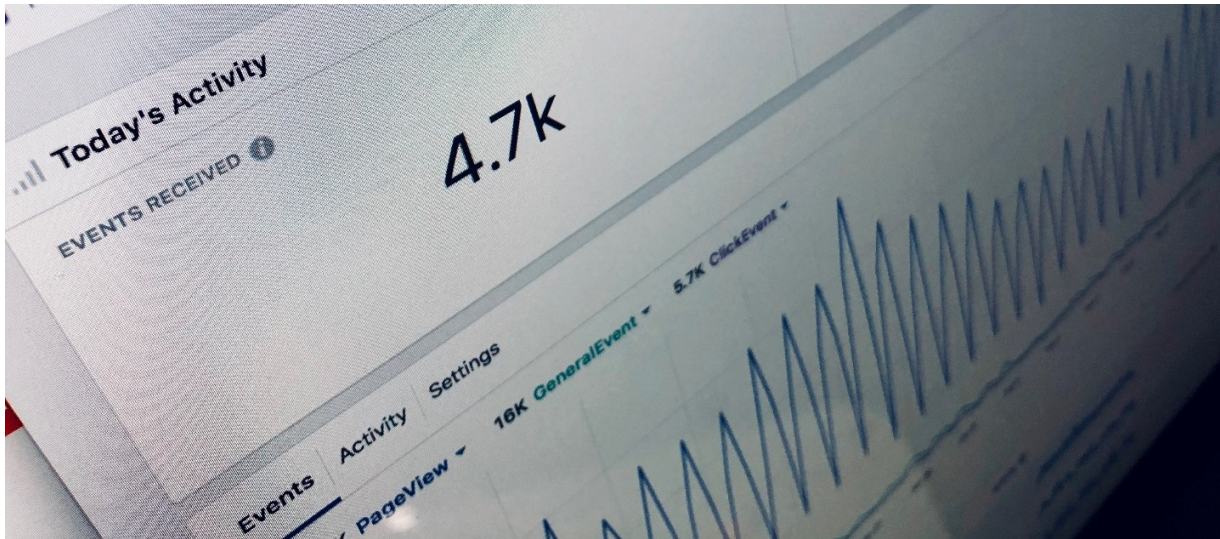 Today's Activity
EVENTS RECEIVED
4.7k
Events Activity Settings
PageView 16K GeneralEvent 5.7K ClickEvent